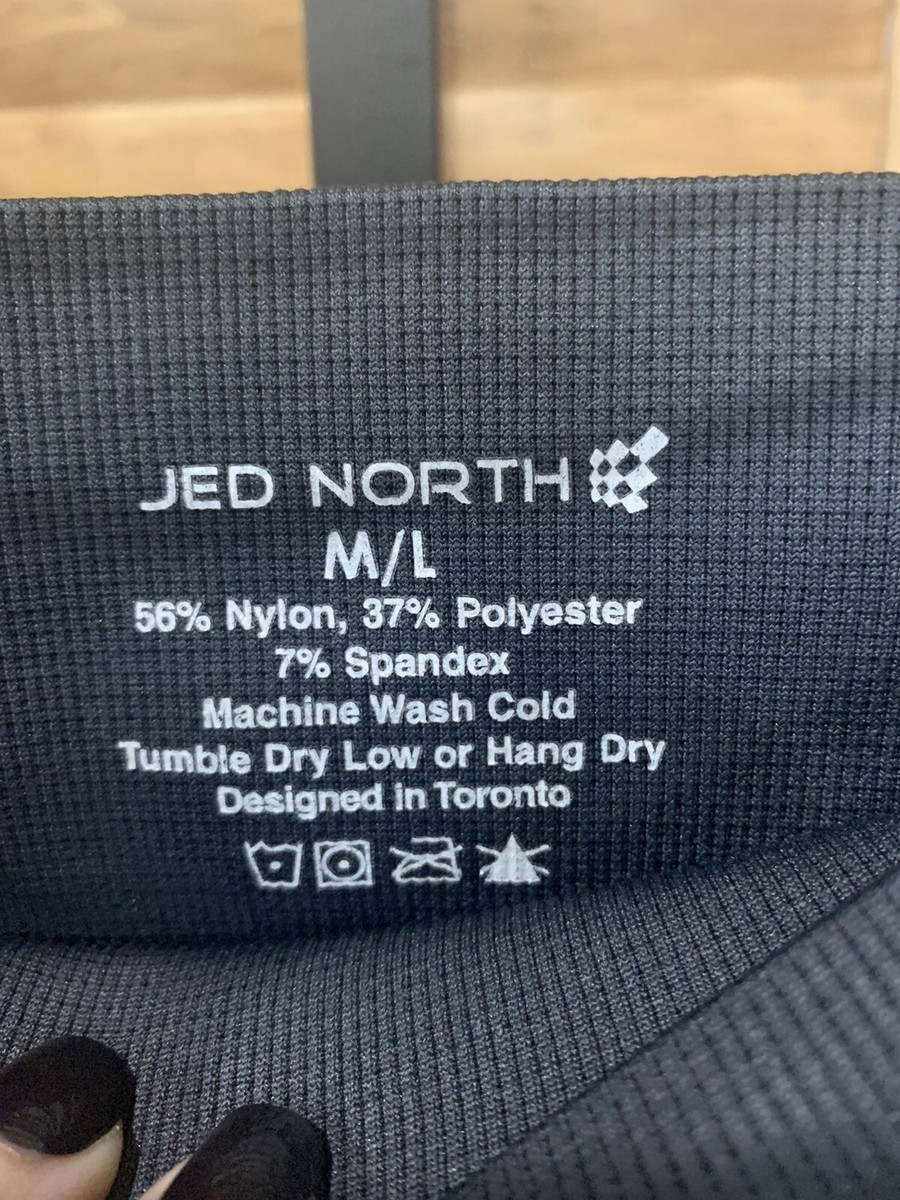 JED NORTH
M/L
56% Nylon, 37% Polyester
7% Spandex
Machine Wash Cold
Tumble Dry Low or Hang Dry
Designed in Toronto